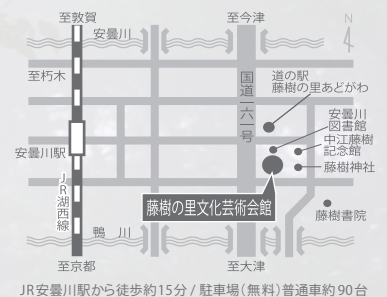 至敦賀
至今津
N
安曇川
至朽木
国道一六一号
道の駅
藤樹の里あどがわ
安曇川
図書館
中江藤樹
記念館
安曇川駅
藤樹神社
JR湖西線
藤樹の里文化芸術会館
藤樹書院
鴨川
至京都
至大津
JR安曇川駅から徒歩約15分 / 駐車場(無料)普通車約90台